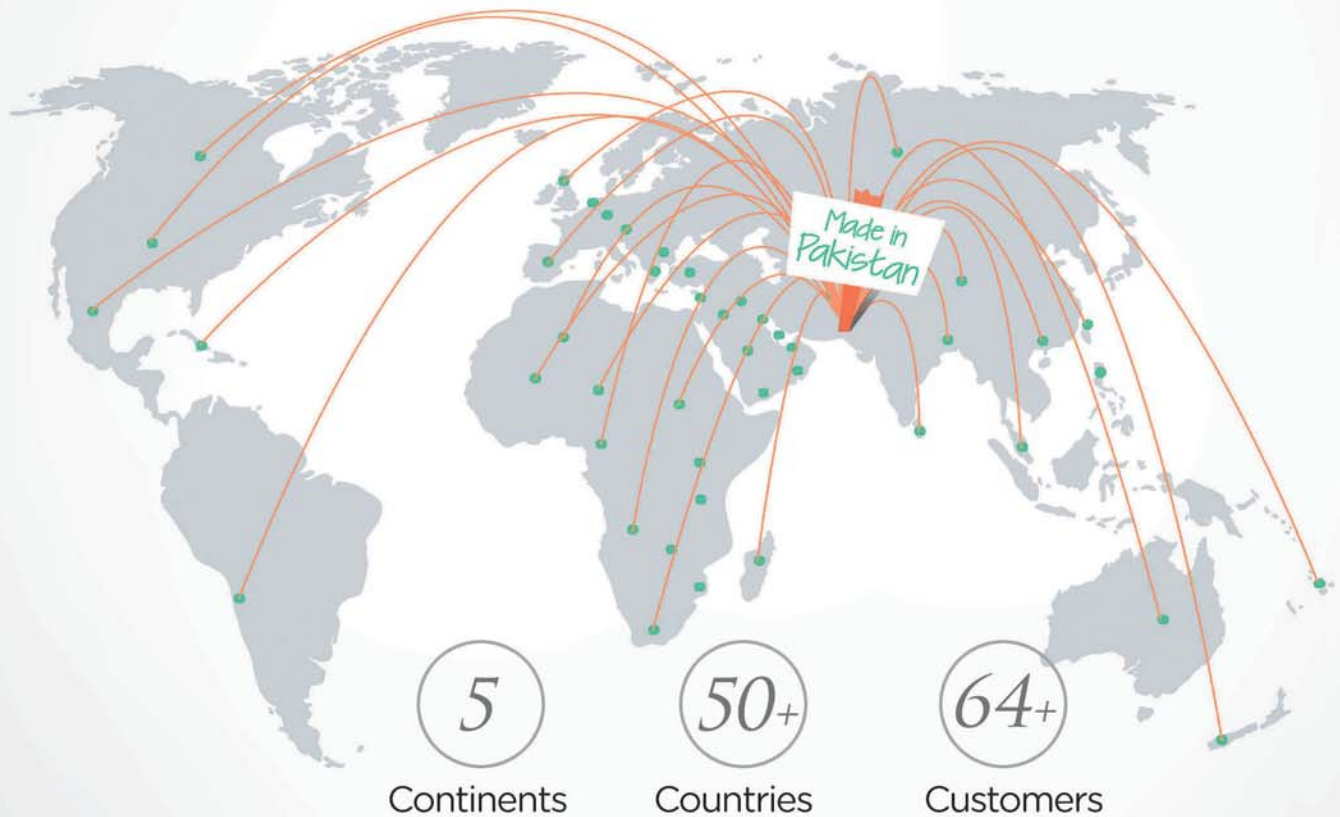 Made in
Pakistan
5
50+
64+
Continents
Countries
Customers